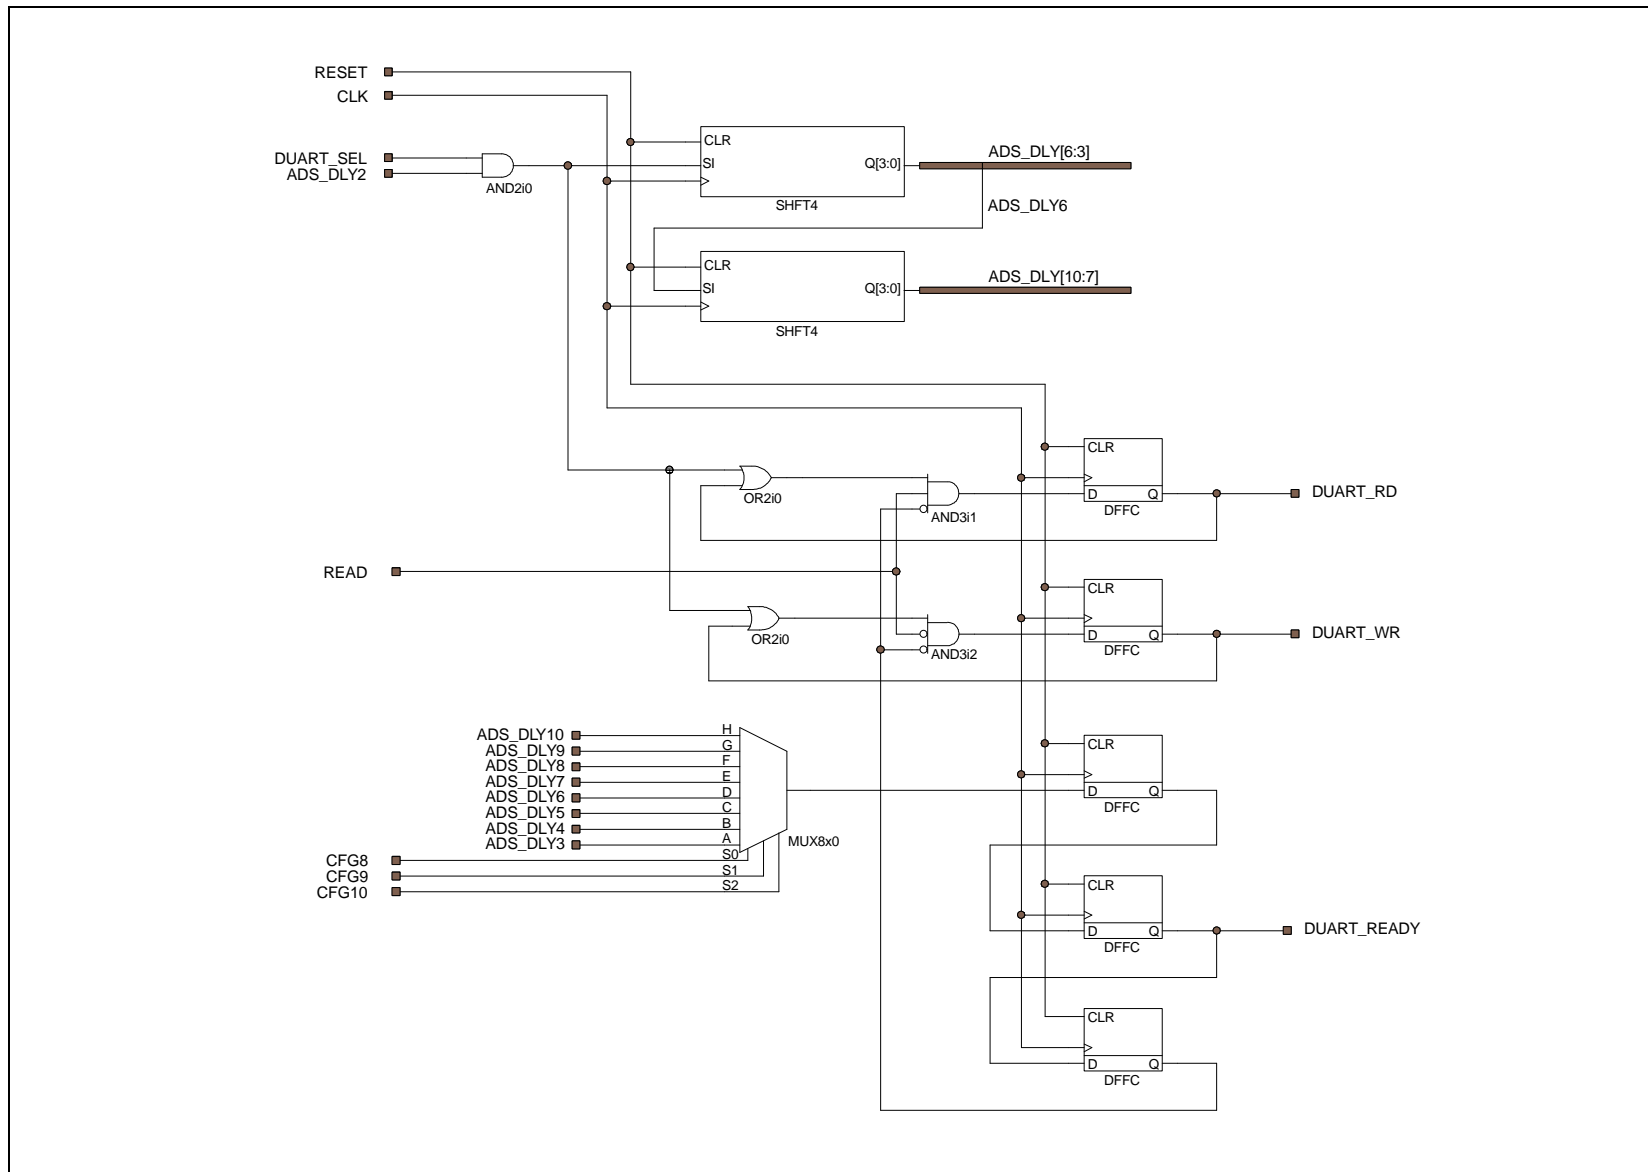 RESET
CLK
DUART_SEL
ADS_DLY2
AND2i0
CLR
SI
Q[3:0]
SHFT4
ADS_DLY[6:3]
ADS_DLY6
CLR
SI
Q[3:0]
SHFT4
ADS_DLY[10:7]
OR2i0
AND3i1
CLR
D Q
DFFC
DUART_RD
READ
OR2i0
AND3i2
CLR
D Q
DFFC
DUART_WR
ADS_DLY10 H
ADS_DLY9 G
ADS_DLY8 F
ADS_DLY7 E
ADS_DLY6 D
ADS_DLY5 C
ADS_DLY4 B
ADS_DLY3 A
CFG8 S0
CFG9 S1
CFG10 S2
MUX8x0
CLR
D Q
DFFC
CLR
D Q
DFFC
DUART_READY
CLR
D Q
DFFC